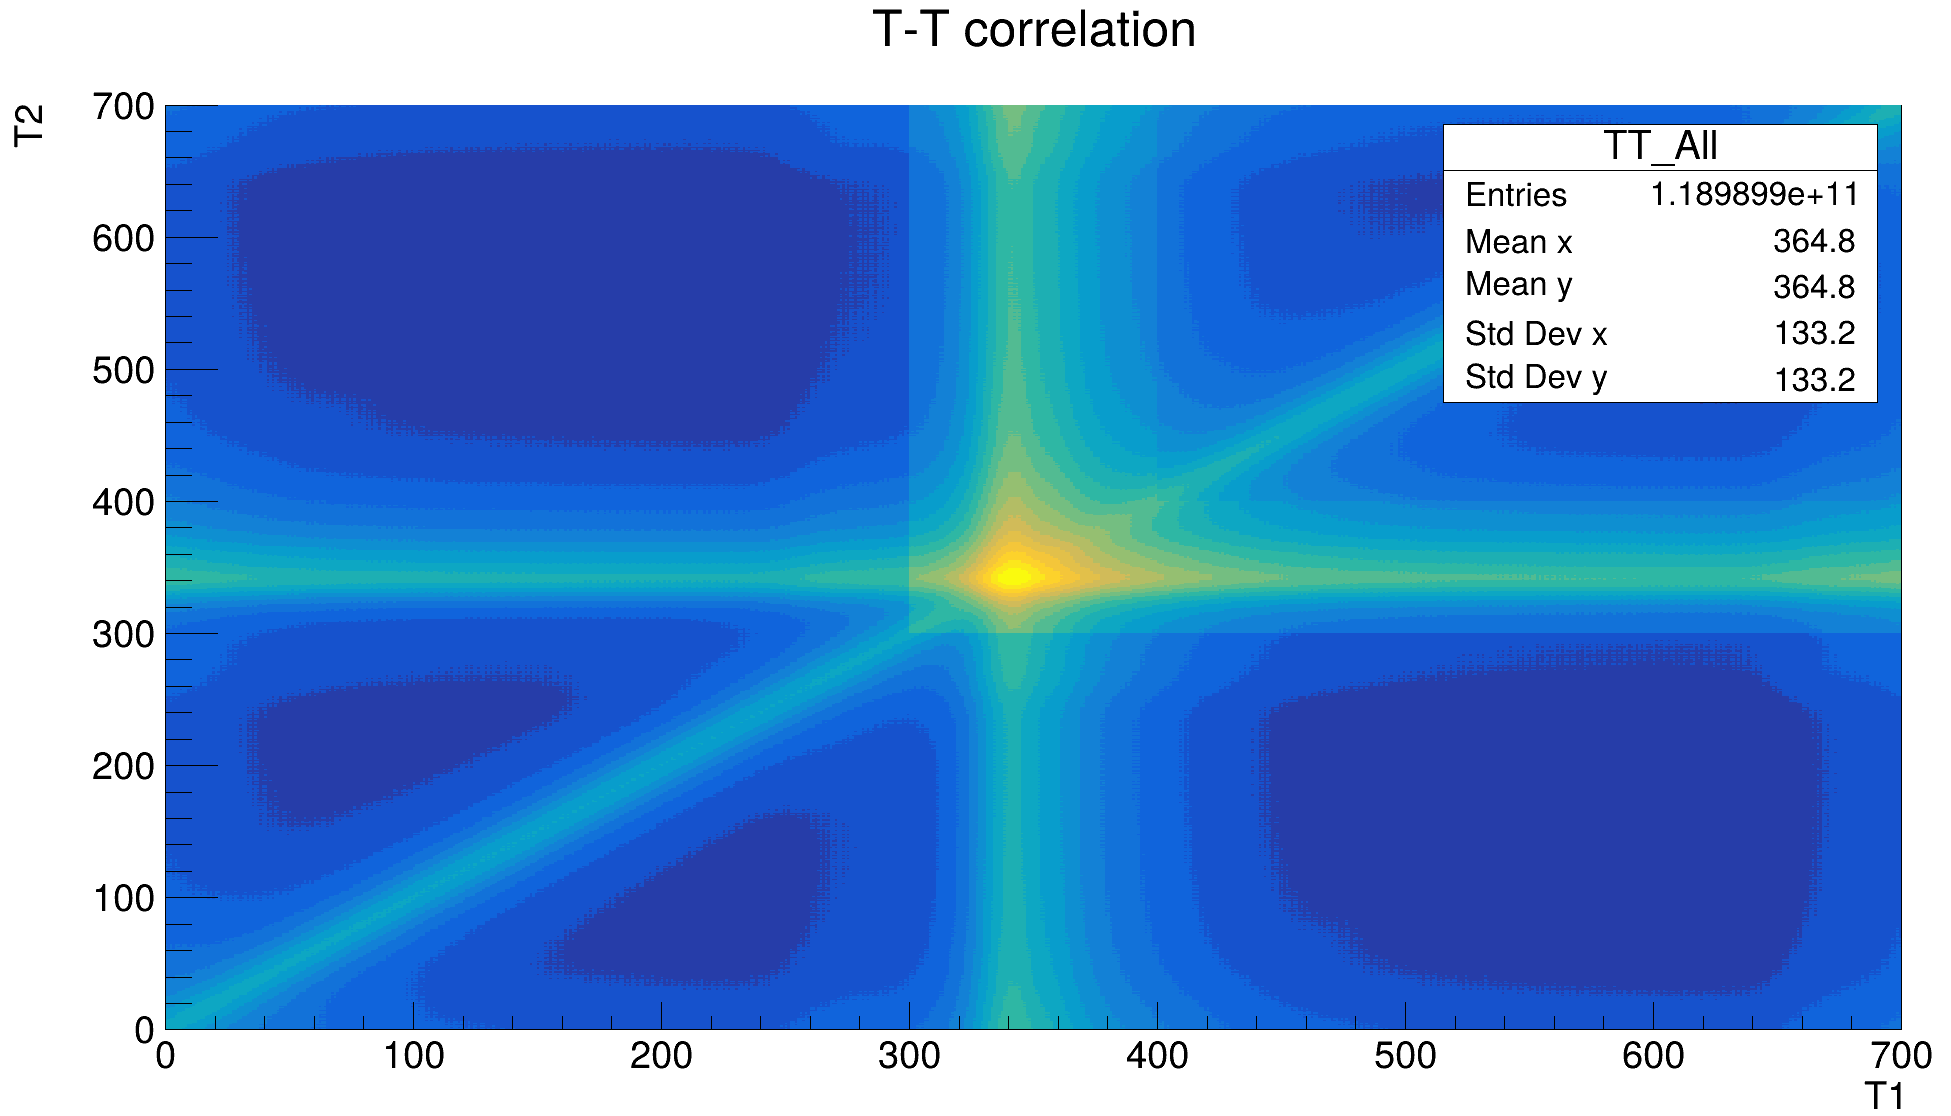 T-T correlation
T2
700
600
500
400
300
200
100
0
TT_All
Entries 1.189899e+11
Mean x 364.8
Mean y 364.8
Std Dev x 133.2
Std Dev y 133.2
0 100 200 300 400 500 600 700
T1